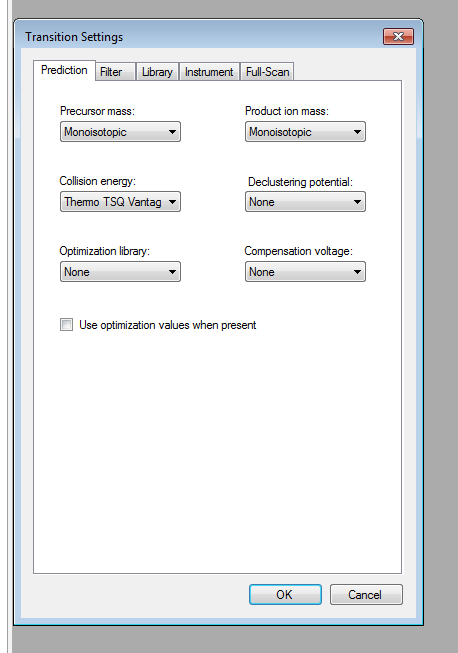 Transition Settings
Prediction Filter Library Instrument Full-Scan
Precursor mass: Product ion mass:
Monoisotopic Monoisotopic
Collision energy: Declustering potential:
Thermo TSQ Vantag None
Optimization library: Compensation voltage:
None None
Use optimization values when present
OK Cancel